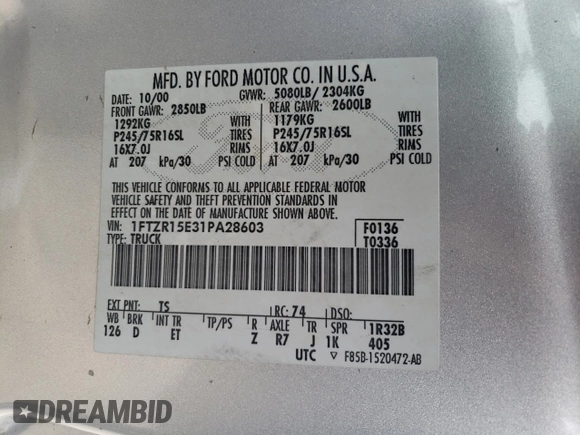 MFD. BY FORD MOTOR CO. IN U.S.A.
DATE: 10/00 GVWR: 5080LB/ 2304KG
FRONT GAWR: 2850LB REAR GAWR: 2600LB
1292KG 1179KG
P245/75R16SL TIRES P245/75R16SL TIRES
16X7.0J RIMS 16X7.0J RIMS
AT 207 kPa/30 PSI COLD AT 207 kPa/30 PSI COLD
THIS VEHICLE CONFORMS TO ALL APPLICABLE FEDERAL MOTOR
VEHICLE SAFETY AND THEFT PREVENTION STANDARDS IN
EFFECT ON THE DATE OF MANUFACTURE SHOWN ABOVE.
VIN: 1FTZR15E31PA28603 F0136
TYPE: TRUCK T0336
EXT PNT: TS RC: 74 DSO:
WB BRK INT TR TP/PS R AXLE TR SPR 1R32B
126 D ET Z R7 J 1K 405
UTC ▽ F85B-1520472-AB
DREAMBID